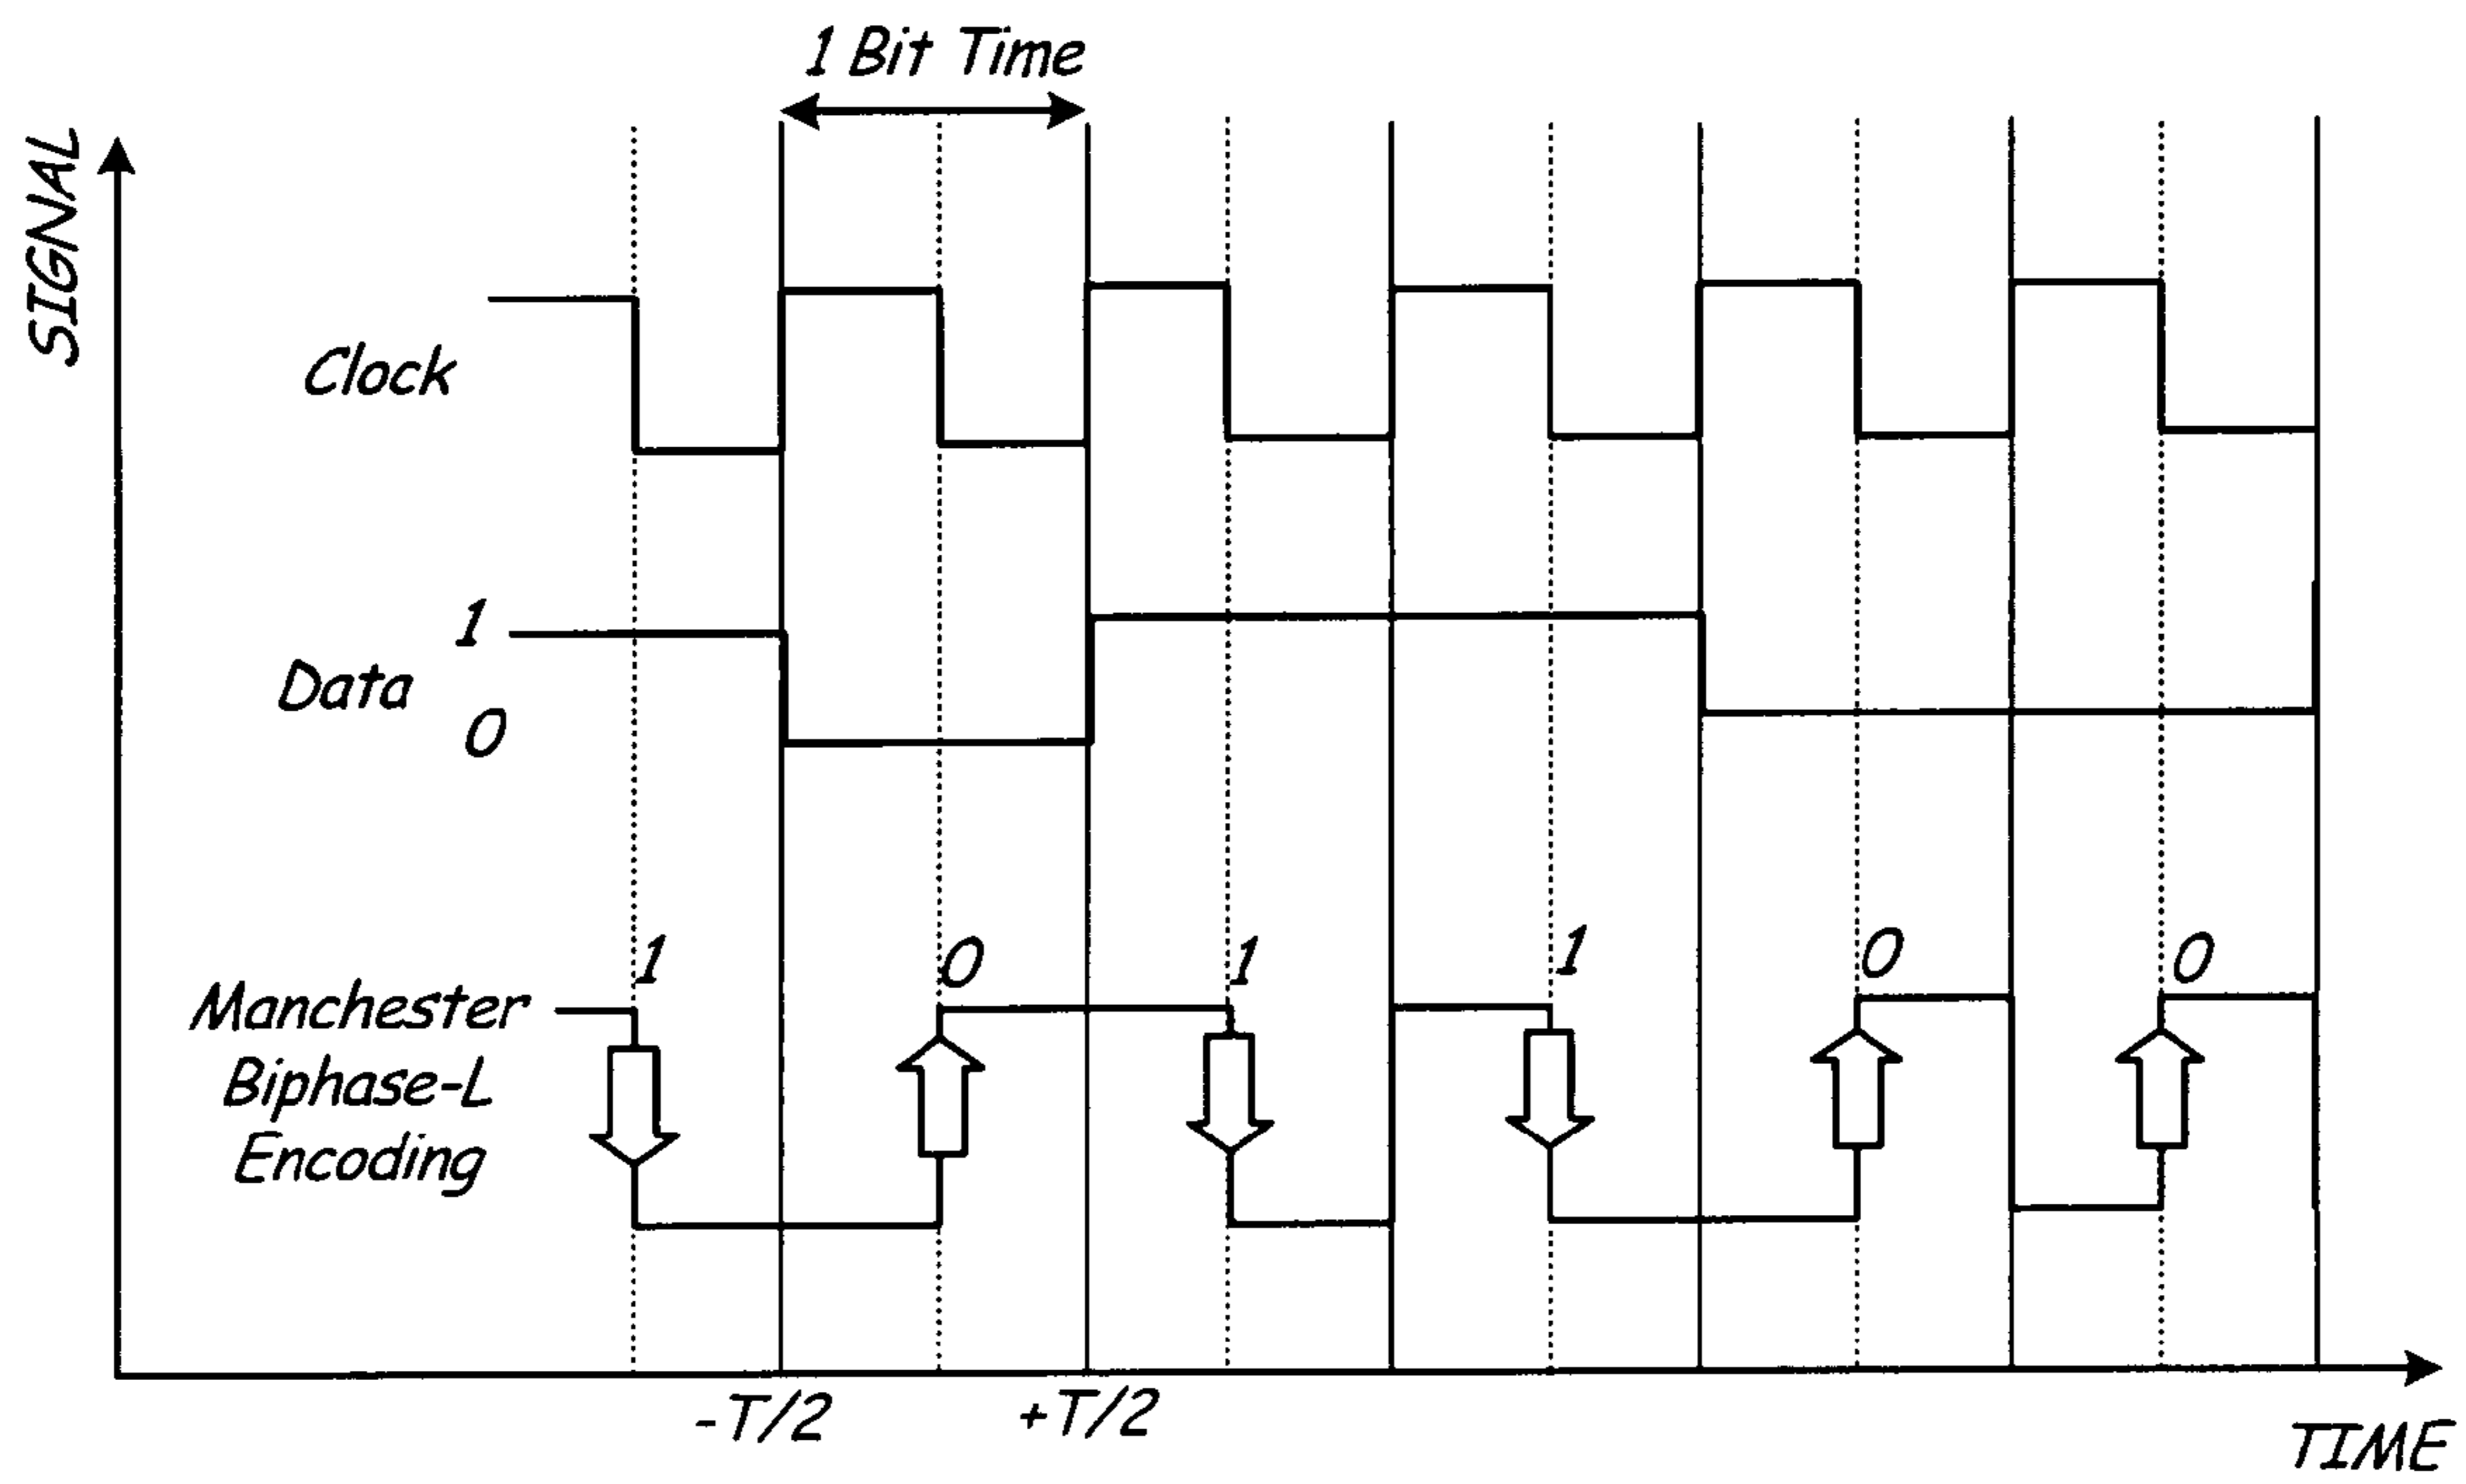 1 Bit Time
SIGNAL
Clock
1
Data
0
1 0 1 1 0 0
Manchester
Biphase-L
Encoding
-T/2 +T/2
TIME